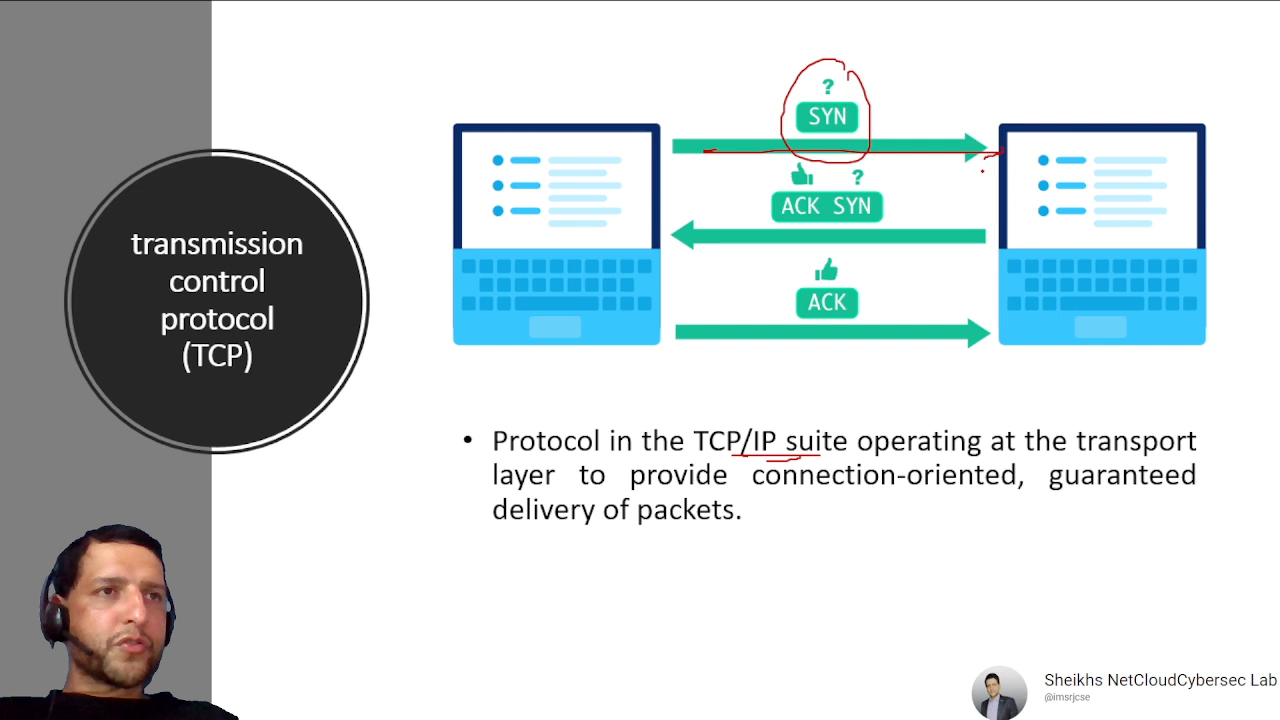 transmission
control
protocol
(TCP)
?
SYN
?
ACK SYN
ACK
• Protocol in the TCP/IP suite operating at the transport
layer to provide connection-oriented, guaranteed
delivery of packets.
Sheikhs NetCloudCybersec Lab
@imsrjcse